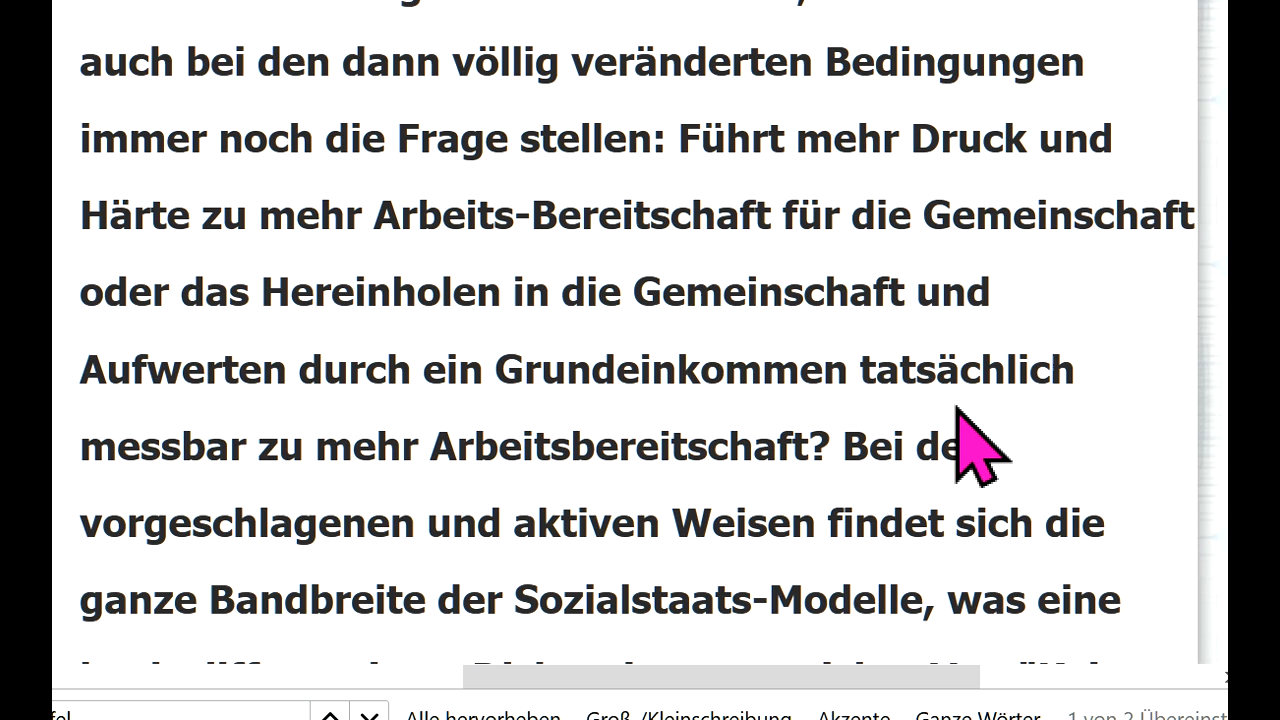 auch bei den dann völlig veränderten Bedingungen
immer noch die Frage stellen: Führt mehr Druck und
Härte zu mehr Arbeits-Bereitschaft für die Gemeinschaft
oder das Hereinholen in die Gemeinschaft und
Aufwerten durch ein Grundeinkommen tatsächlich
messbar zu mehr Arbeitsbereitschaft? Bei
vorgeschlagenen und aktiven Weisen findet sich die
ganze Bandbreite der Sozialstaats-Modelle, was eine
Alle hervorheben Groß-/Kleinschreibung Akzente Ganze Wörter 1 von 2